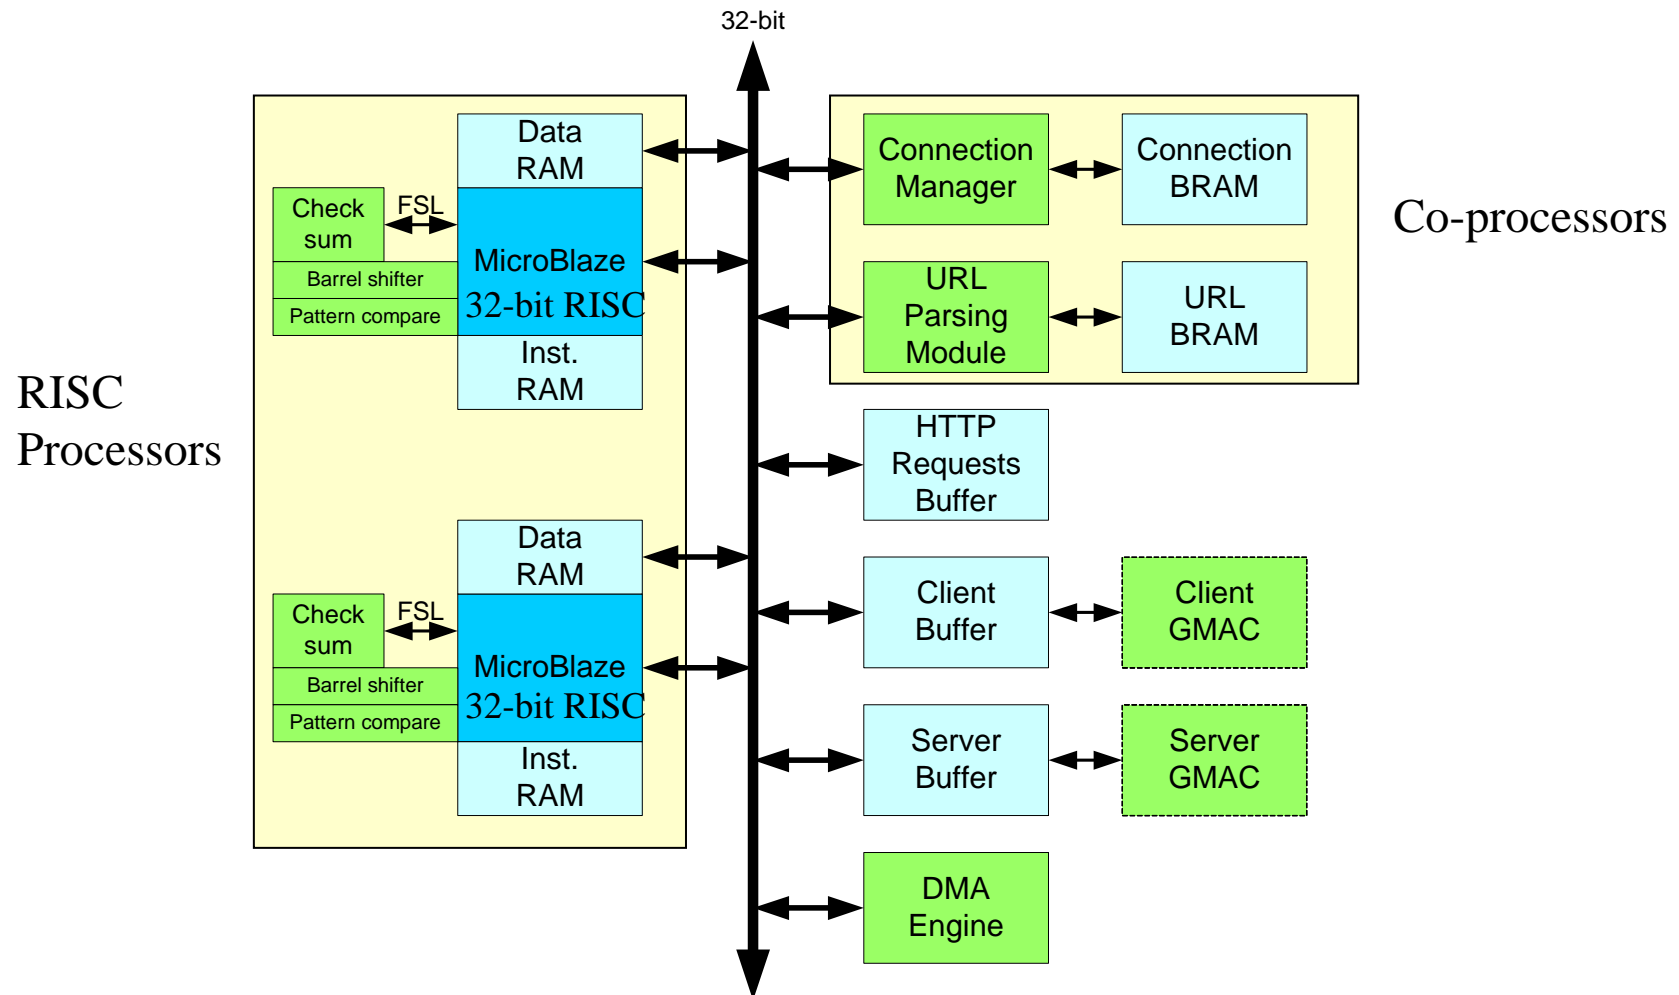 32-bit
RISC
Processors
Data
RAM
Check
sum
FSL
MicroBlaze
32-bit RISC
Barrel shifter
Pattern compare
Inst.
RAM
Data
RAM
Check
sum
FSL
MicroBlaze
32-bit RISC
Barrel shifter
Pattern compare
Inst.
RAM
Connection
Manager
Connection
BRAM
URL
Parsing
Module
URL
BRAM
Co-processors
HTTP
Requests
Buffer
Client
Buffer
Client
GMAC
Server
Buffer
Server
GMAC
DMA
Engine